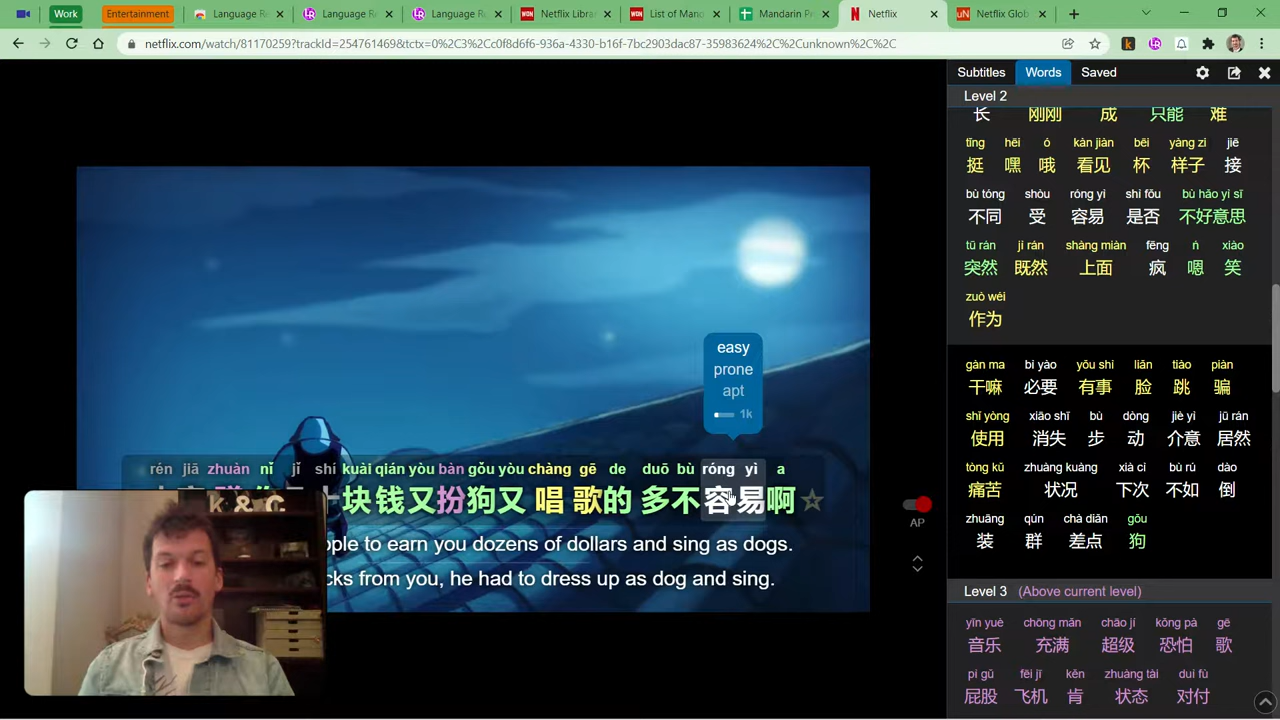 Work
Entertainment
Language Re
Language Re
Language Re
Netflix Librar
List of Mand
Mandarin Pr
Netflix
Netflix Glob
netflix.com/watch/81170259?trackId=254761469&tctx=0%2C3%2Cc0f8d6f6-936a-4330-b16f-7bc2903dac87-35983624%2C%2Cunknown%2C%2C
Subtitles Words Saved
Level 2
长 刚刚 成 只能 难
tǐng hēi ó kàn jiàn bēi yàng zi jiē
挺 嘿 哦 看见 杯 样子 接
bù tóng shòu róng yì shì fǒu bù hǎo yì sī
不同 受 容易 是否 不好意思
tū rán jì rán shàng miàn fēng ń xiào
突然 既然 上面 疯 嗯 笑
zuò wéi
作为
gàn ma bì yào yǒu shì liǎn tiào piàn
干嘛 必要 有事 脸 跳 骗
shǐ yòng xiāo shī bù dòng jiè yì jū rán
使用 消失 步 动 介意 居然
tòng kǔ zhuàng kuàng xià cì bù rú dào
痛苦 状况 下次 不如 倒
zhuāng qún chà diǎn gǒu
装 群 差点 狗
Level 3 (Above current level)
yīn yuè chōng mǎn chāo jí kǒng pà gē
音乐 充满 超级 恐怕 歌
pì gǔ fēi jī kěn zhuàng tài duì fù
屁股 飞机 肯 状态 对付
easy
prone
apt
1k
rén jiā zhuàn nǐ jǐ shí kuài qián yòu bàn gǒu yòu chàng gē de duō bù róng yì a
块钱又扮狗又唱歌的 多不容易啊
ople to earn you dozens of dollars and sing as dogs.
cks from you, he had to dress up as dog and sing.
AP